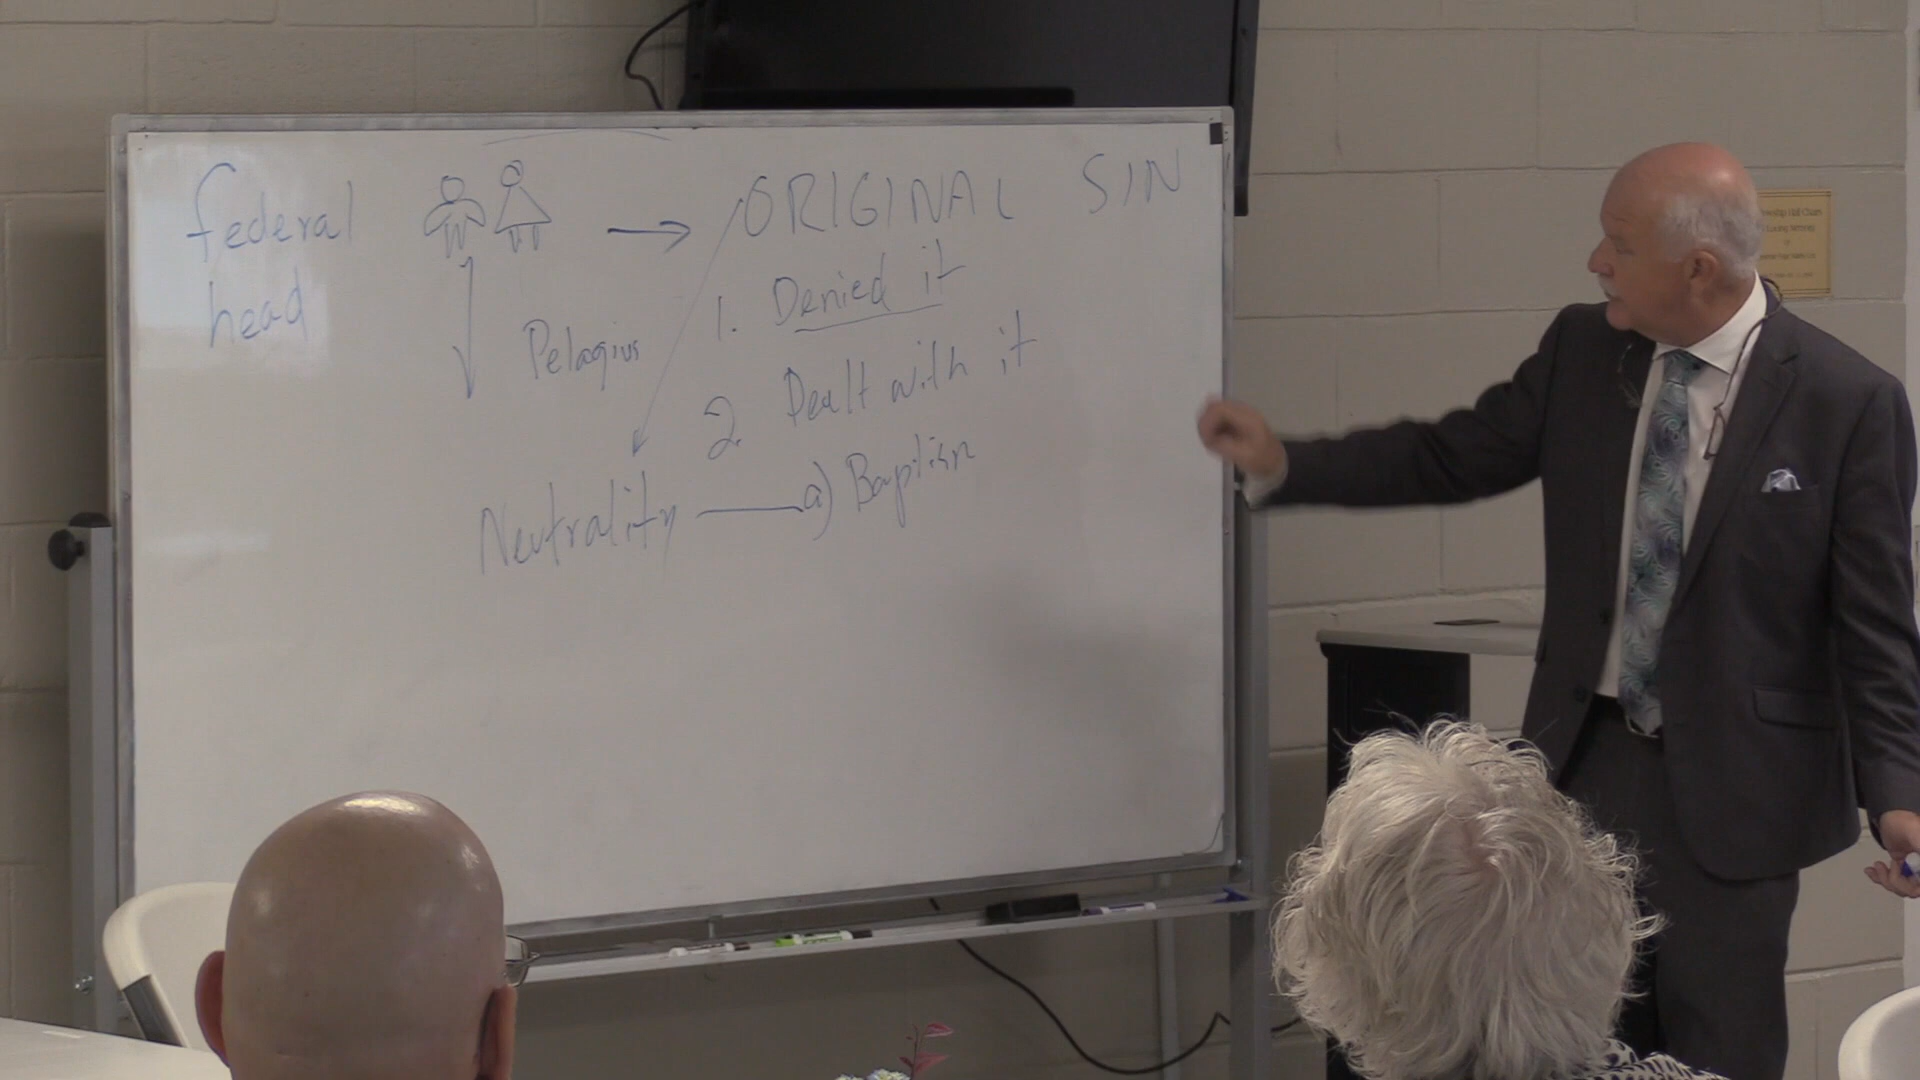 federal
head
ORIGINAL SIN
1. Denied it
Pelagius
2. Dealt with it
Neutrality — a) Baptism